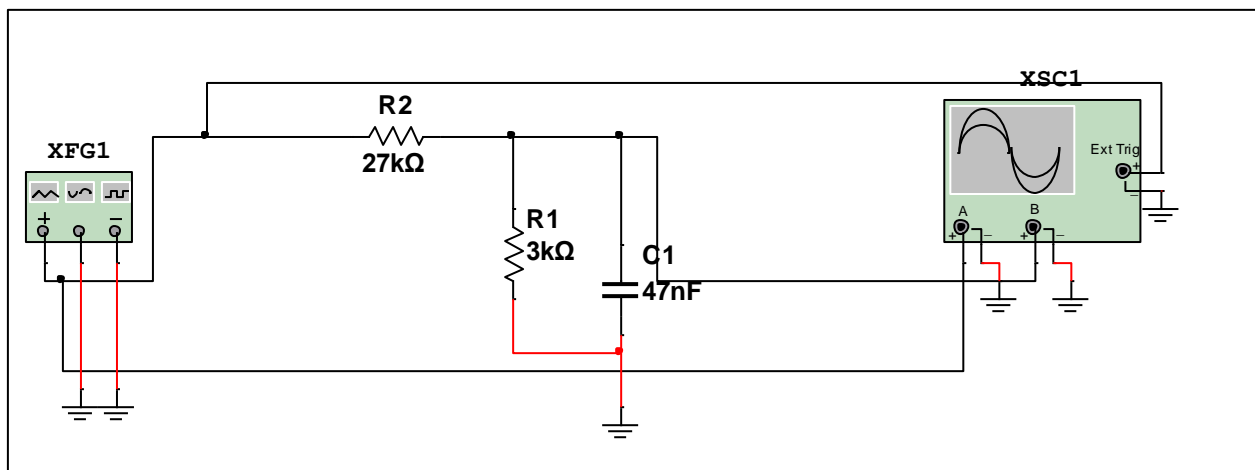 XSC1
R2
Ext Trig
XFG1
27kΩ
+
_
+ −
A
B
R1
+
_
+
_
3kΩ
C1
47nF